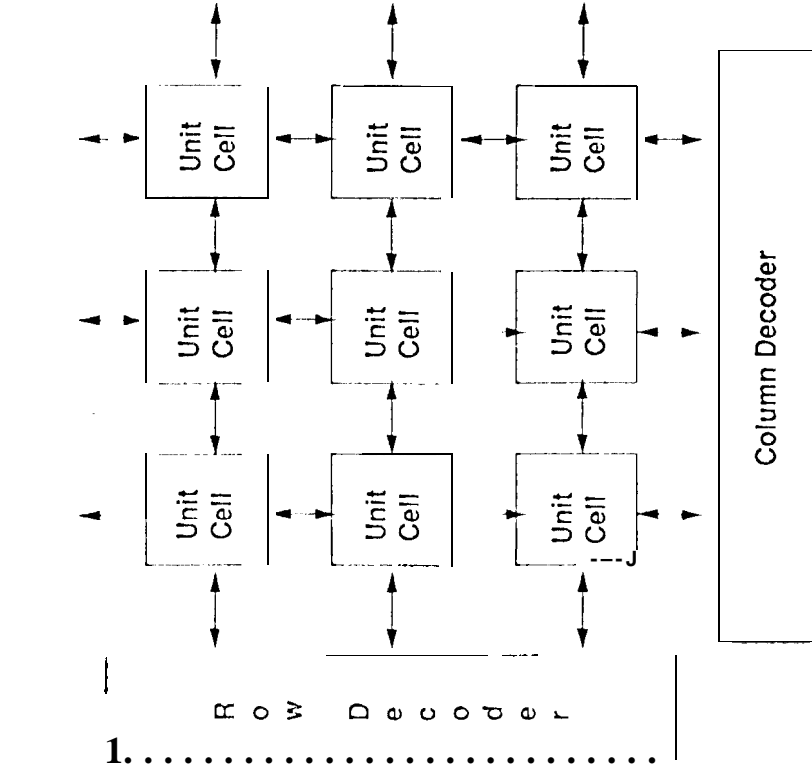 Unit
Cell
Unit
Cell
Unit
Cell
Unit
Cell
Unit
Cell
Unit
Cell
Unit
Cell
Unit
Cell
Unit
Cell
Column Decoder
Row Decoder
1. . . . . . . . . . . . . . . . . . . . . . . . . . .